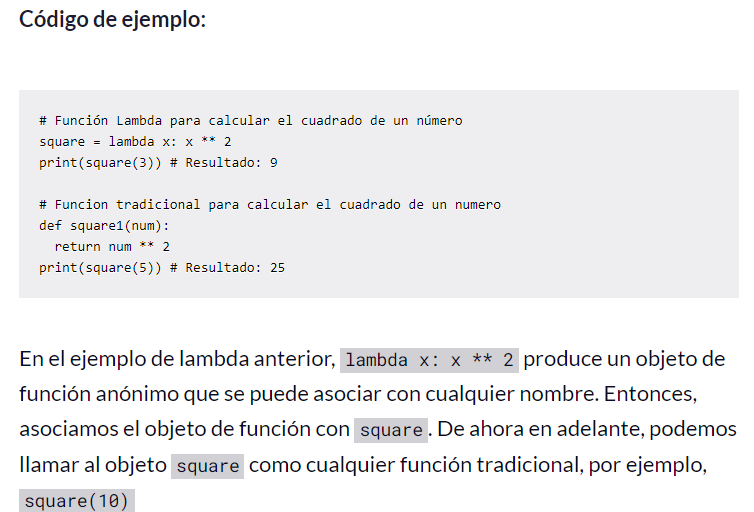 Código de ejemplo:
# Función Lambda para calcular el cuadrado de un número
square = lambda x: x ** 2
print(square(3)) # Resultado: 9
# Funcion tradicional para calcular el cuadrado de un numero
def square1(num):
  return num ** 2
print(square(5)) # Resultado: 25
En el ejemplo de lambda anterior, lambda x: x ** 2 produce un objeto de
función anónimo que se puede asociar con cualquier nombre. Entonces,
asociamos el objeto de función con square. De ahora en adelante, podemos
llamar al objeto square como cualquier función tradicional, por ejemplo,
square(10)